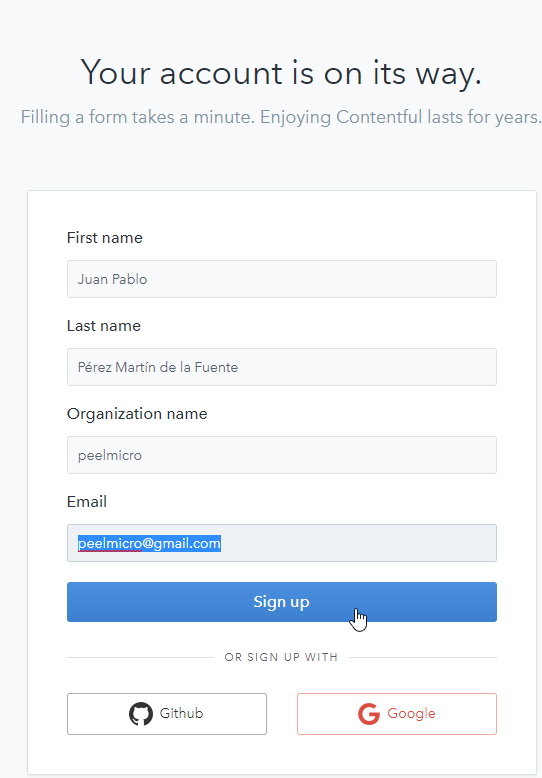 Your account is on its way.
Filling a form takes a minute. Enjoying Contentful lasts for years.
First name
Juan Pablo
Last name
Pérez Martín de la Fuente
Organization name
peelmicro
Email
peelmicro@gmail.com
Sign up
OR SIGN UP WITH
Github
Google